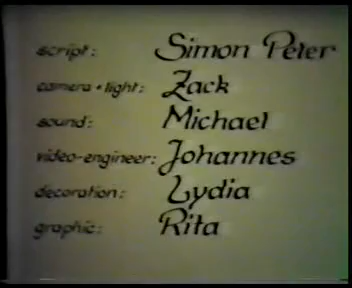 script: Simon Peter
camera + light: Zack
sound: Michael
video-engineer: Johannes
decoration: Lydia
graphic: Rita